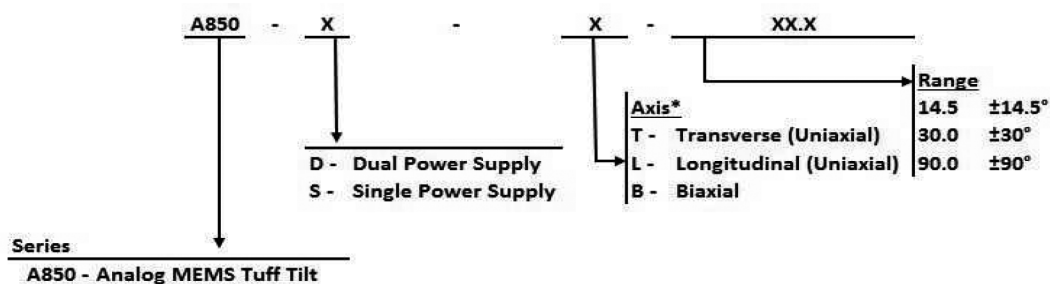 A850 - X - X - XX.X
Range
Axis* 14.5 ±14.5°
T - Transverse (Uniaxial) 30.0 ±30°
D - Dual Power Supply L - Longitudinal (Uniaxial) 90.0 ±90°
S - Single Power Supply B - Biaxial
Series
A850 - Analog MEMS Tuff Tilt